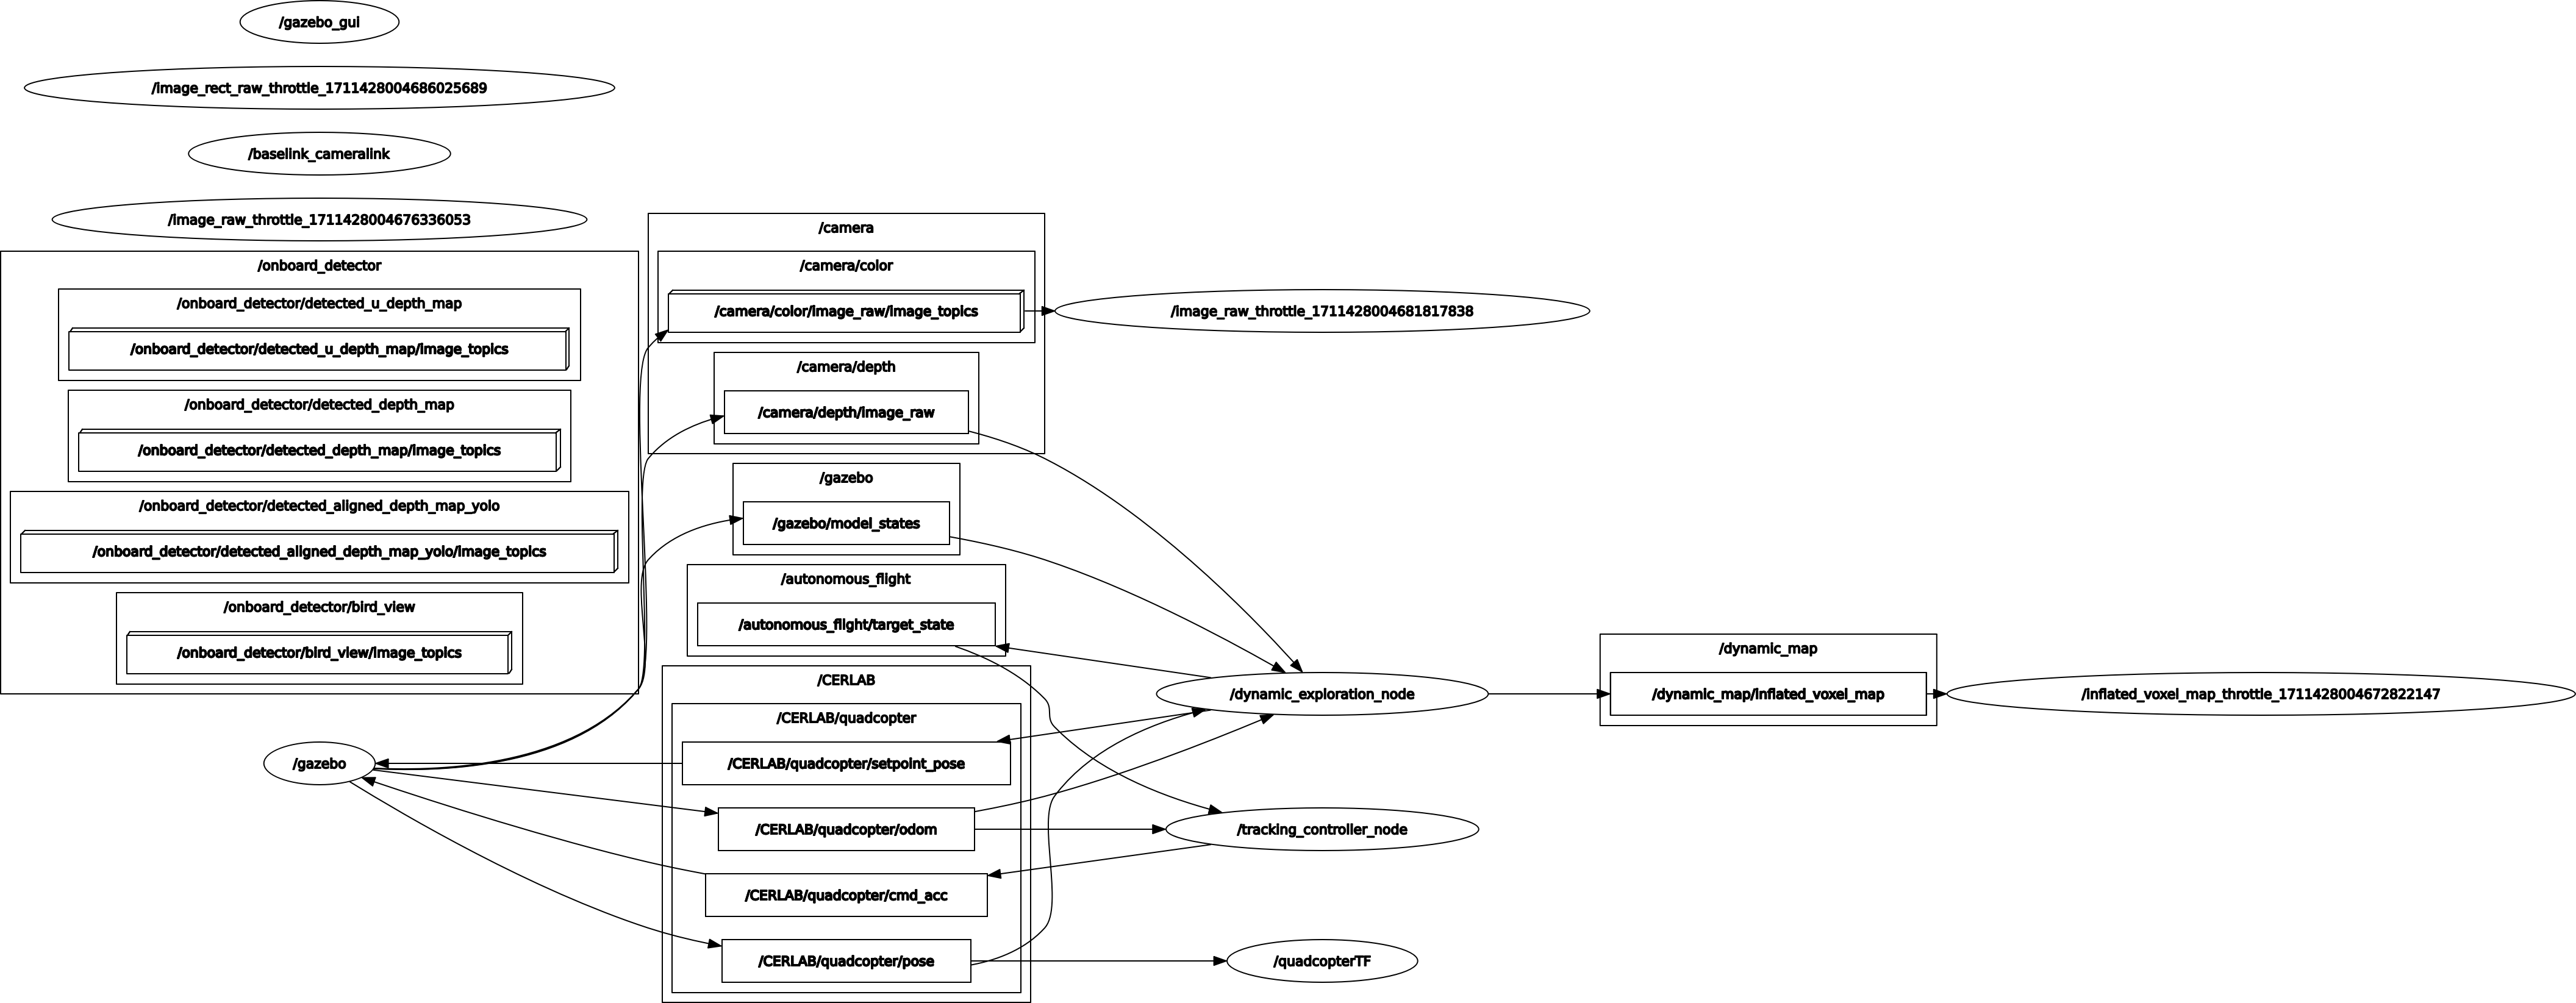 /gazebo_gui
/image_rect_raw_throttle_1711428004686025689
/baselink_cameralink
/image_raw_throttle_1711428004676336053
/onboard_detector
/onboard_detector/detected_u_depth_map
/onboard_detector/detected_u_depth_map/image_topics
/onboard_detector/detected_depth_map
/onboard_detector/detected_depth_map/image_topics
/onboard_detector/detected_aligned_depth_map_yolo
/onboard_detector/detected_aligned_depth_map_yolo/image_topics
/onboard_detector/bird_view
/onboard_detector/bird_view/image_topics
/gazebo
/camera
/camera/color
/camera/color/image_raw/image_topics
/camera/depth
/camera/depth/image_raw
/gazebo
/gazebo/model_states
/autonomous_flight
/autonomous_flight/target_state
/CERLAB
/CERLAB/quadcopter
/CERLAB/quadcopter/setpoint_pose
/CERLAB/quadcopter/odom
/CERLAB/quadcopter/cmd_acc
/CERLAB/quadcopter/pose
/image_raw_throttle_1711428004681817838
/dynamic_exploration_node
/tracking_controller_node
/quadcopterTF
/dynamic_map
/dynamic_map/inflated_voxel_map
/inflated_voxel_map_throttle_1711428004672822147